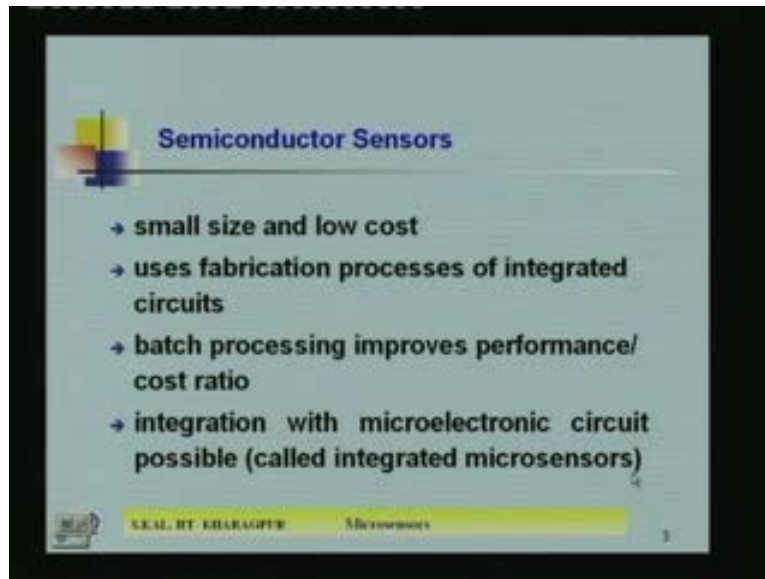 Semiconductor Sensors
→ small size and low cost
→ uses fabrication processes of integrated
circuits
→ batch processing improves performance/
cost ratio
→ integration with microelectronic circuit
possible (called integrated microsensors)
S.KAL, IIT KHARAGPUR Microsensors
3